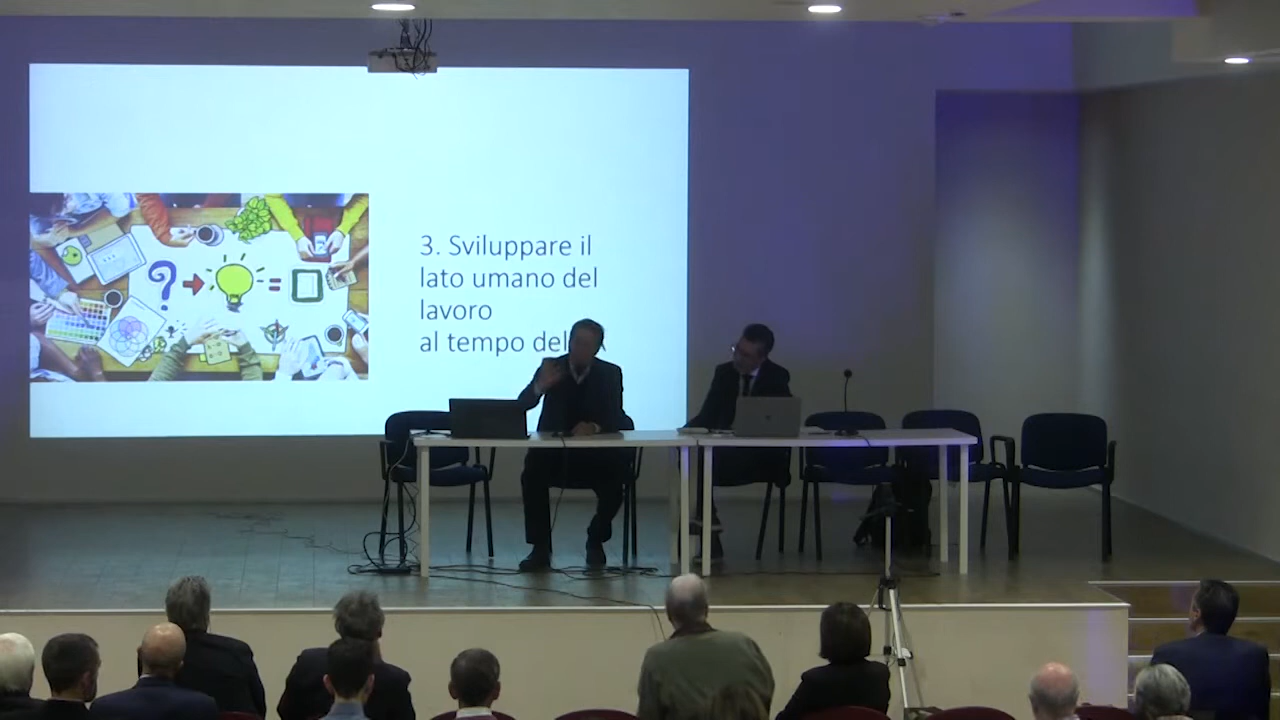 3. Sviluppare il
lato umano del
lavoro
al tempo del